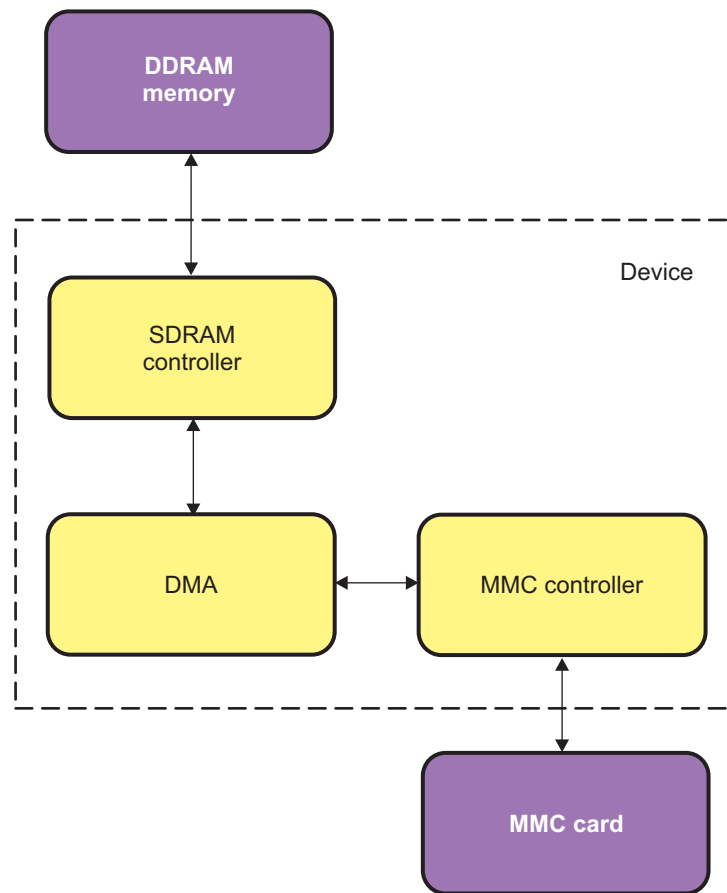 DDRAM
memory
Device
SDRAM
controller
DMA
MMC controller
MMC card